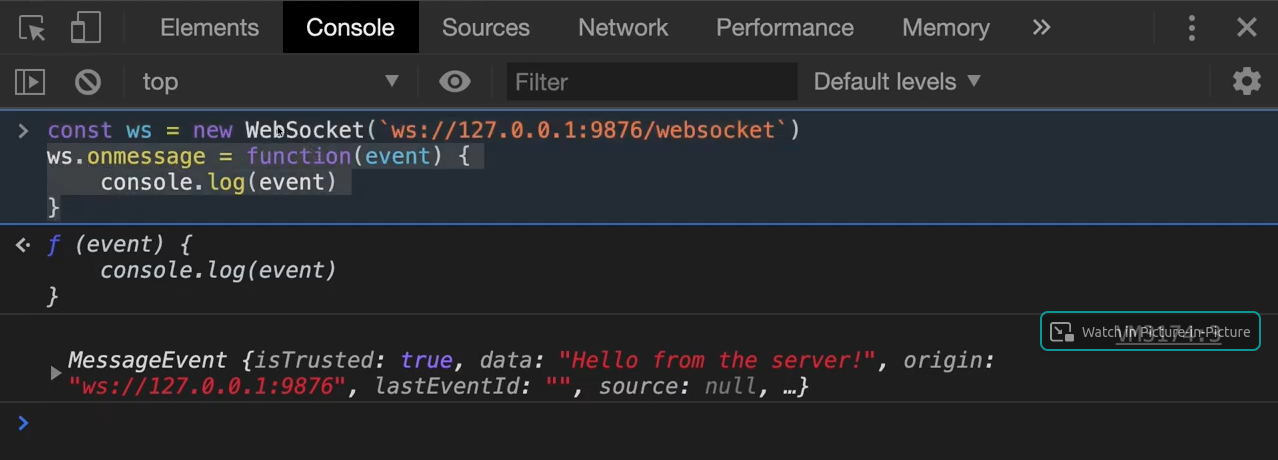 Elements Console Sources Network Performance Memory
top Filter Default levels
const ws = new WebSocket(`ws://127.0.0.1:9876/websocket`)
ws.onmessage = function(event) {
console.log(event)
}
ƒ (event) {
console.log(event)
}
Watch in Picture-in-Picture
VM3174:3
MessageEvent {isTrusted: true, data: "Hello from the server!", origin:
"ws://127.0.0.1:9876", lastEventId: "", source: null, …}